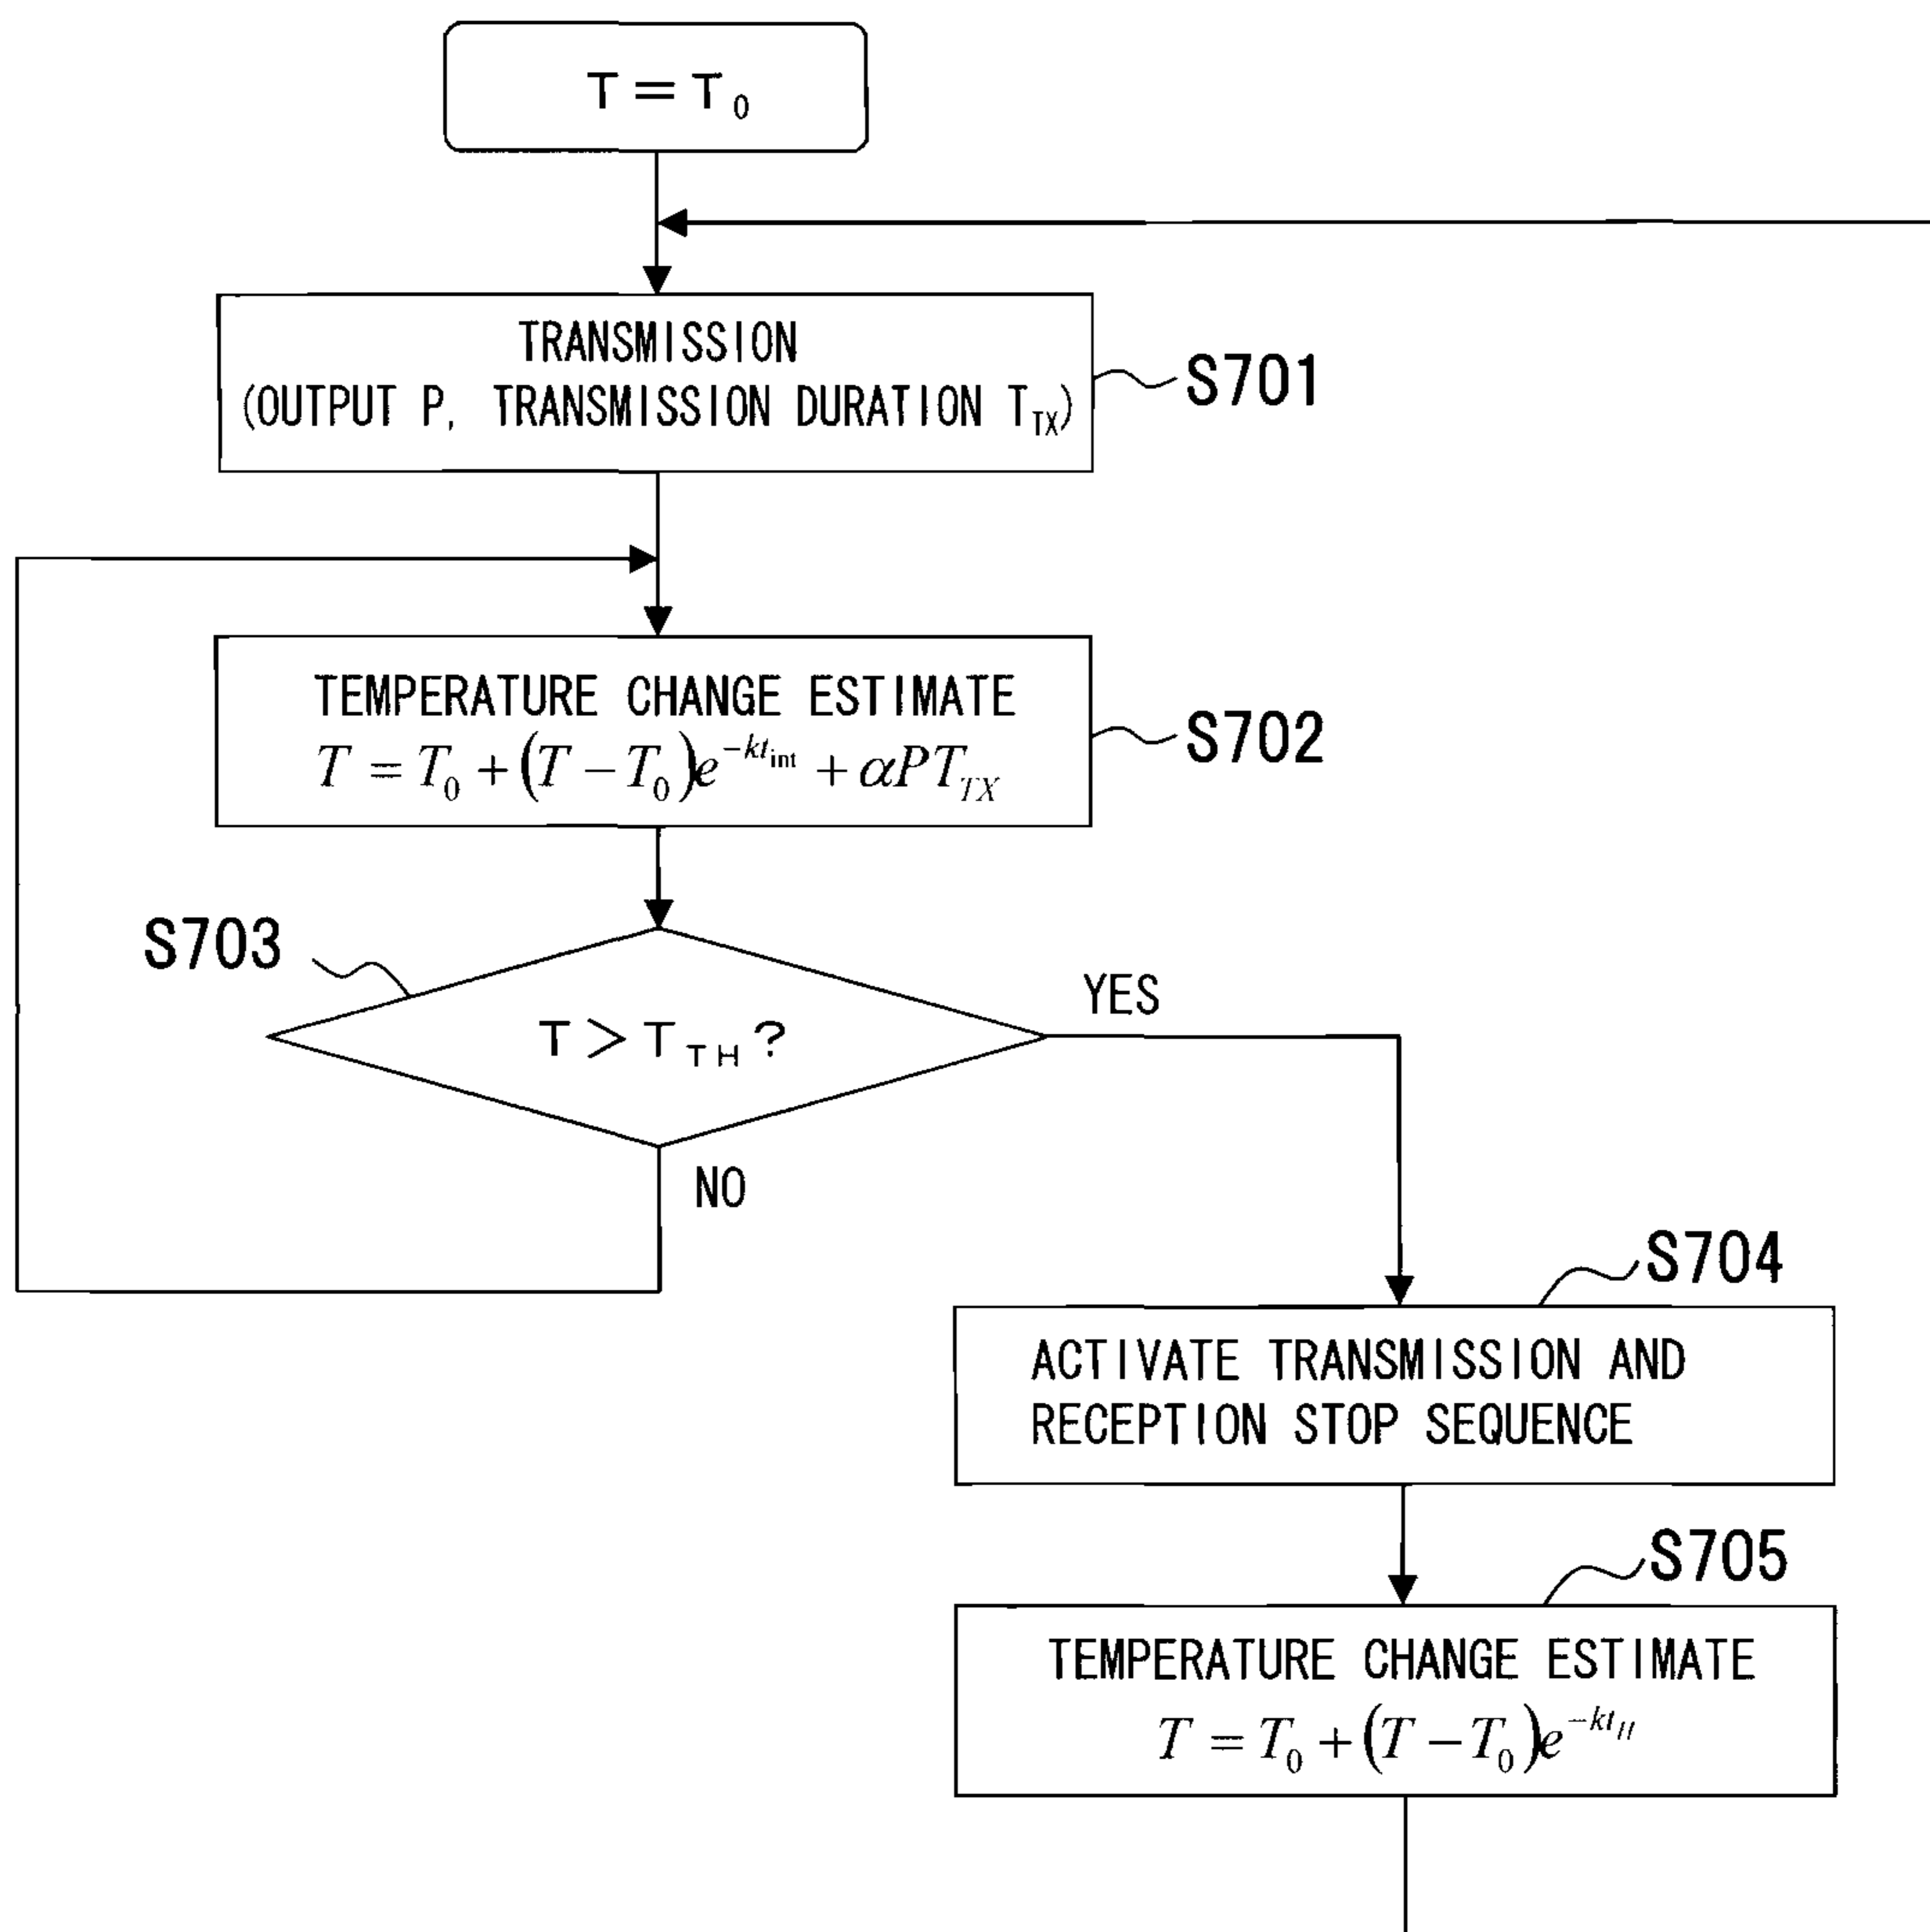 T=T₀
TRANSMISSION
(OUTPUT P, TRANSMISSION DURATION T_TX)
S701
TEMPERATURE CHANGE ESTIMATE
T = T₀ + (T − T₀)e^{−kt_int} + αPT_TX
S702
S703
T>T_TH?
YES
NO
S704
ACTIVATE TRANSMISSION AND
RECEPTION STOP SEQUENCE
S705
TEMPERATURE CHANGE ESTIMATE
T = T₀ + (T − T₀)e^{−kt_H}